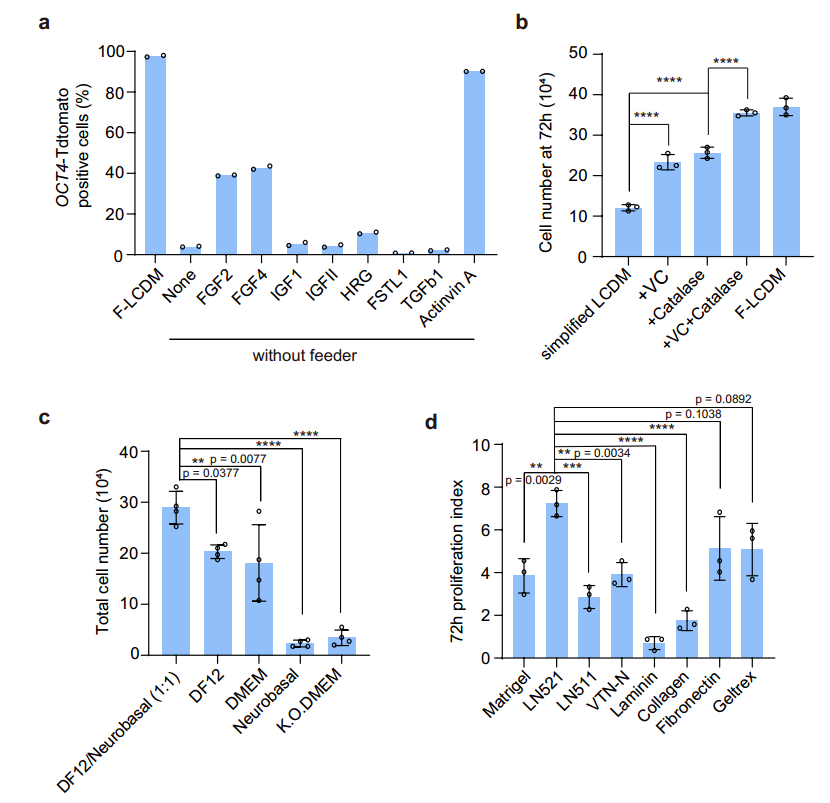 a
OCT4-Tdtomato
positive cells (%)
100
80
60
40
20
0
F-LCDM
None
FGF2
FGF4
IGF1
IGFII
HRG
FSTL1
TGFb1
Actinvin A
without feeder
b
Cell number at 72h (10⁴)
50
40
30
20
10
0
****
****
****
simplified LCDM
+VC
+Catalase
+VC+Catalase
F-LCDM
c
Total cell number (10⁴)
40
30
20
10
0
****
****
** p = 0.0077
p = 0.0377
DF12/Neurobasal (1:1)
DF12
DMEM
Neurobasal
K.O.DMEM
d
72h proliferation index
10
8
6
4
2
0
p = 0.0892
p = 0.1038
****
****
** p = 0.0034
** ***
p = 0.0029
Matrigel
LN521
LN511
VTN-N
Laminin
Collagen
Fibronectin
Geltrex